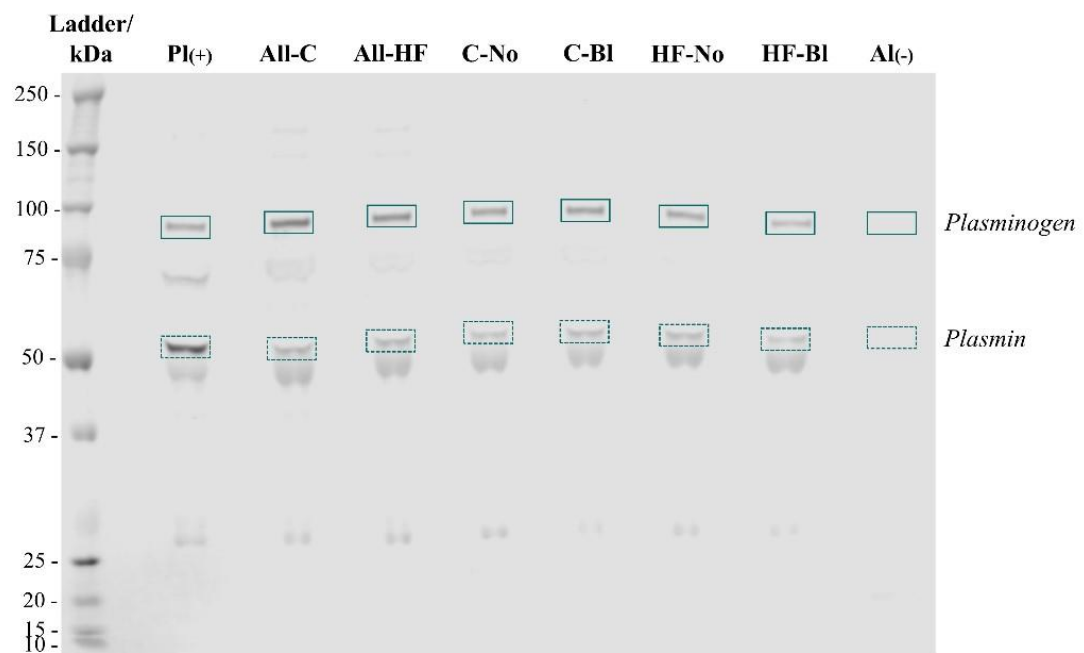 Ladder/
kDa Pl(+) All-C All-HF C-No C-Bl HF-No HF-Bl Al(-)
250 -
150 -
100 -
Plasminogen
75 -
Plasmin
50 -
37 -
25 -
20 -
15 -
10 -